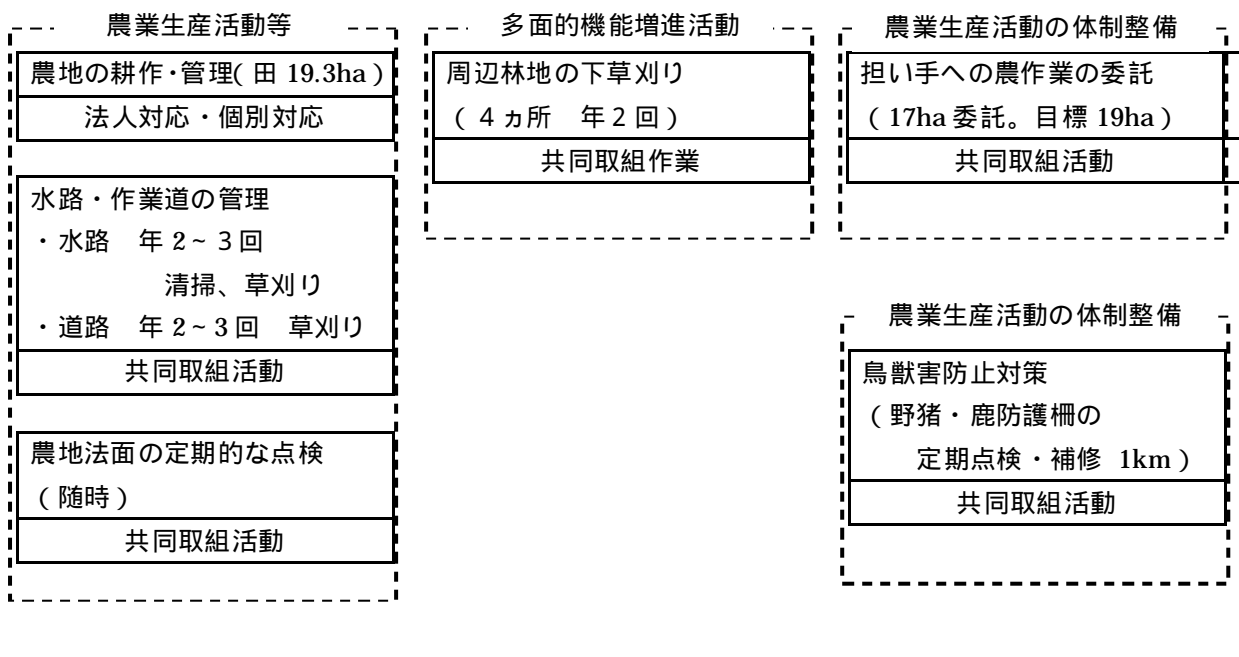 農業生産活動等
農地の耕作・管理(田 19.3ha)
法人対応・個別対応
水路・作業道の管理
・水路　年2~3回
清掃、草刈り
・道路　年2~3回　草刈り
共同取組活動
農地法面の定期的な点検
(随時)
共同取組活動
多面的機能増進活動
周辺林地の下草刈り
(4ヵ所　年2回)
共同取組作業
農業生産活動の体制整備
担い手への農作業の委託
(17ha委託。目標 19ha)
共同取組活動
農業生産活動の体制整備
鳥獣害防止対策
(野猪・鹿防護柵の
定期点検・補修 1km)
共同取組活動